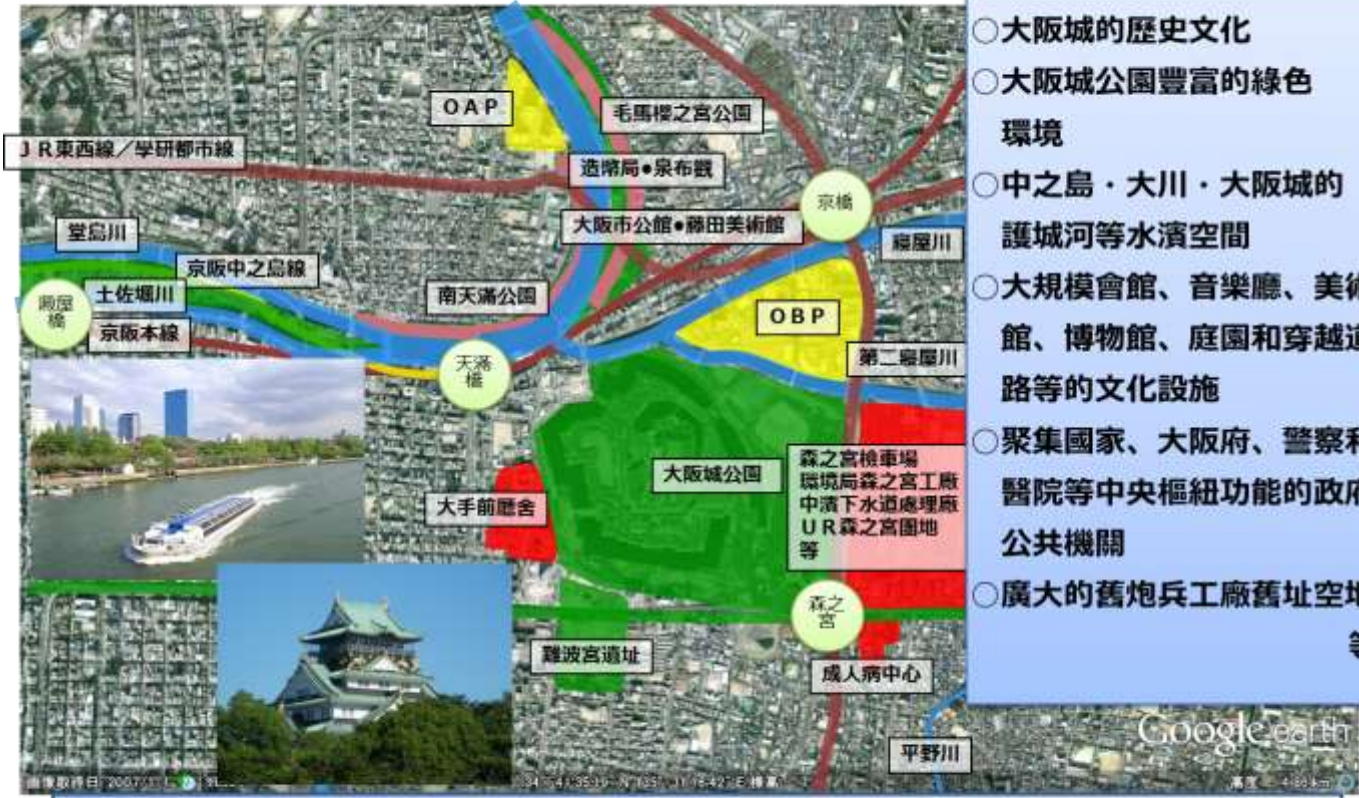 OAP
毛馬櫻之宮公園
JR東西線／學研都市線
造幣局●泉布觀
京橋
大阪市公館●藤田美術館
堂島川
寢屋川
京阪中之島線
土佐堀川
南天滿公園
澱屋
橋
OBP
京阪本線
天滿
橋
第二寢屋川
大阪城公園
森之宮檢車場
環境局森之宮工廠
中濱下水道處理廠
UR森之宮團地
等
大手前廳舍
森之
宮
難波宮遺址
成人病中心
平野川
○大阪城的歷史文化
○大阪城公園豐富的綠色
環境
○中之島・大川・大阪城的
護城河等水濱空間
○大規模會館、音樂廳、美術
館、博物館、庭園和穿越道
路等的文化設施
○聚集國家、大阪府、警察和
醫院等中央樞紐功能的政府
公共機關
○廣大的舊炮兵工廠舊址空地
等
Google earth
画像取得日 2007